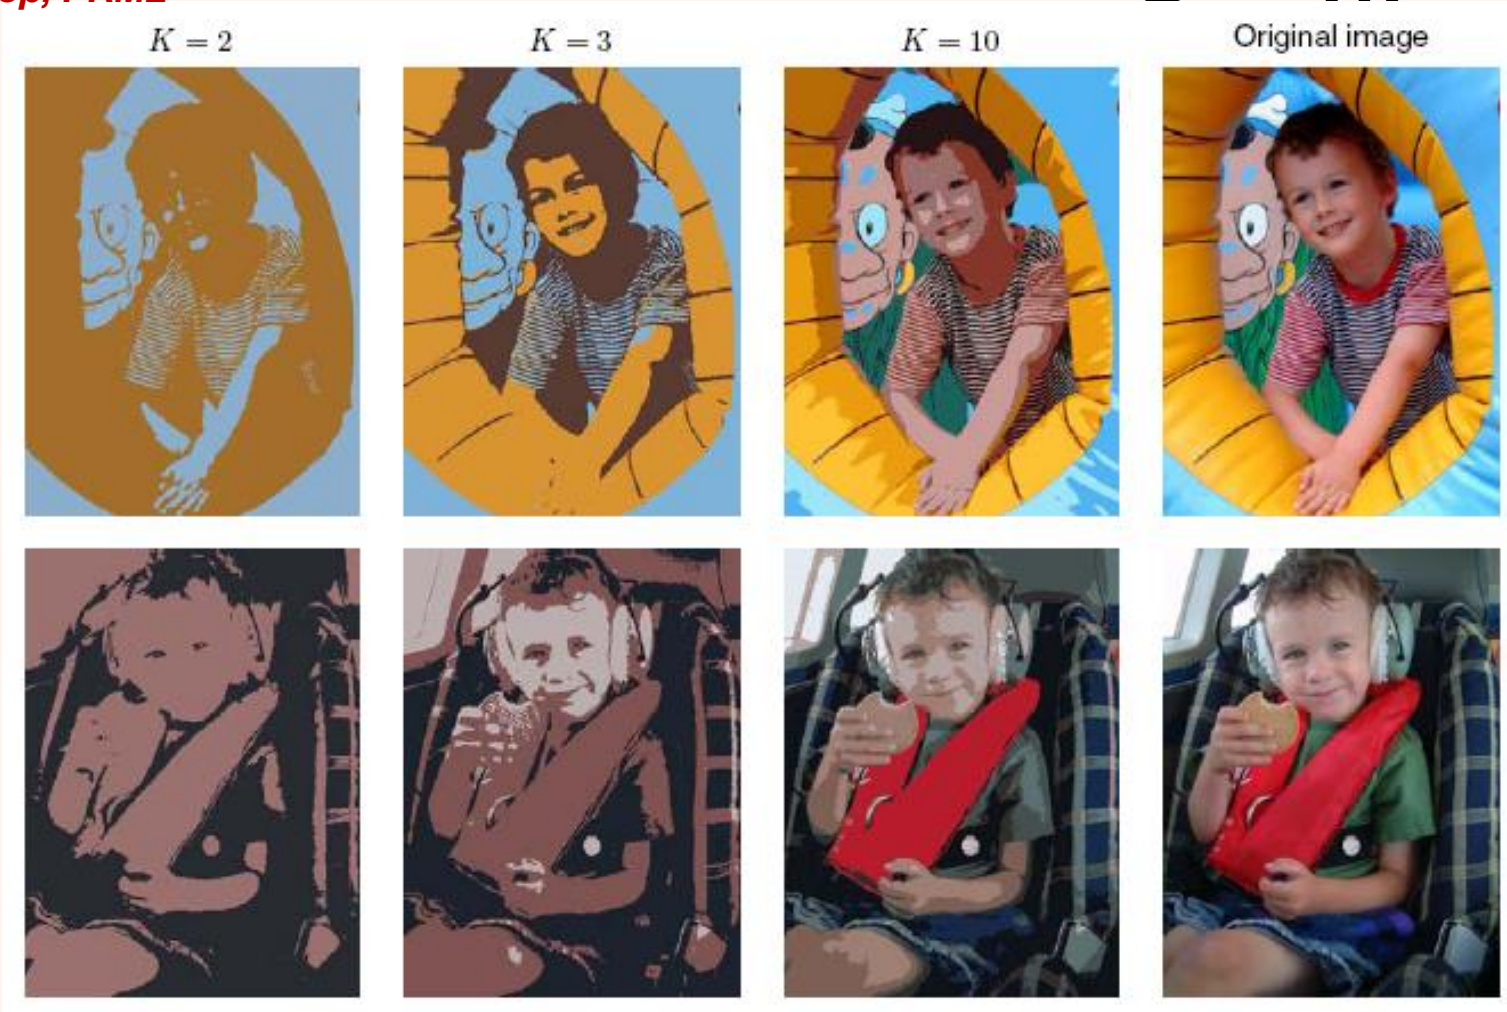 K = 2
K = 3
K = 10
Original image